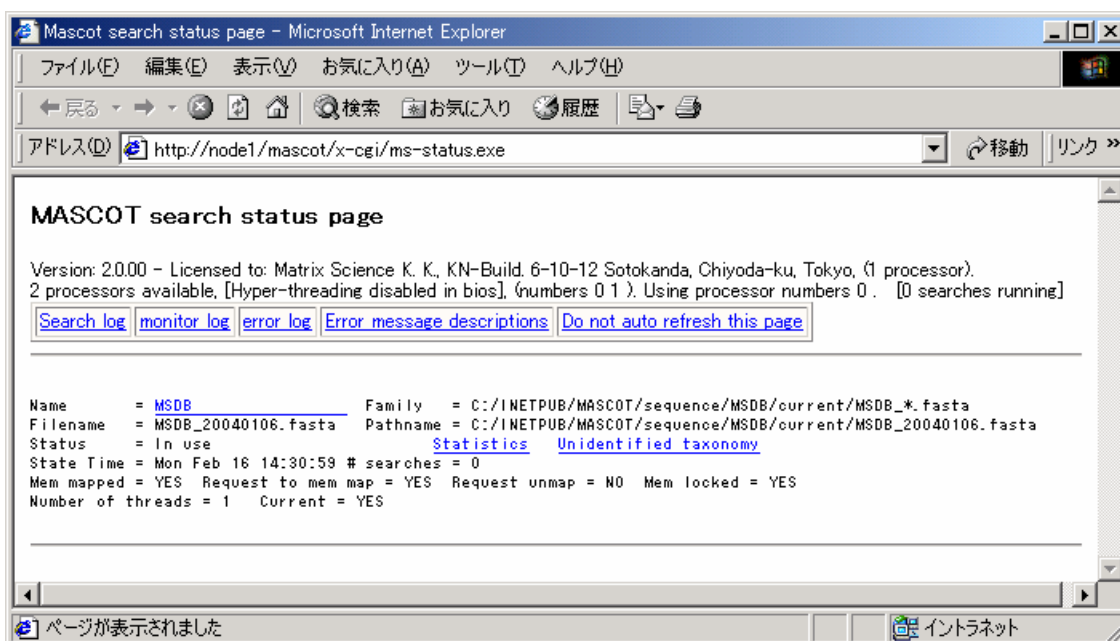 Mascot search status page - Microsoft Internet Explorer
ファイル(F) 編集(E) 表示(V) お気に入り(A) ツール(T) ヘルプ(H)
戻る 検索 お気に入り 履歴
アドレス(D) http://node1/mascot/x-cgi/ms-status.exe 移動 リンク »
MASCOT search status page
Version: 2.0.00 - Licensed to: Matrix Science K. K., KN-Build. 6-10-12 Sotokanda, Chiyoda-ku, Tokyo, (1 processor).
2 processors available, [Hyper-threading disabled in bios], (numbers 0 1 ). Using processor numbers 0 . [0 searches running]
Search log monitor log error log Error message descriptions Do not auto refresh this page
Name = MSDB Family = C:/INETPUB/MASCOT/sequence/MSDB/current/MSDB_*.fasta
Filename = MSDB_20040106.fasta Pathname = C:/INETPUB/MASCOT/sequence/MSDB/current/MSDB_20040106.fasta
Status = In use Statistics Unidentified taxonomy
State Time = Mon Feb 16 14:30:59 # searches = 0
Mem mapped = YES Request to mem map = YES Request unmap = NO Mem locked = YES
Number of threads = 1 Current = YES
ページが表示されました イントラネット